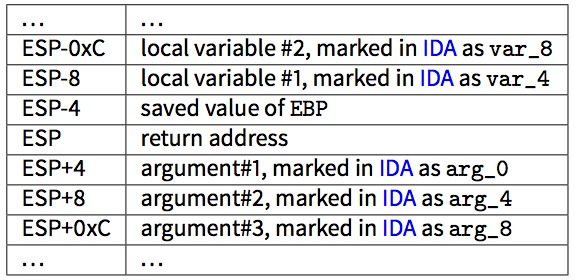 ... ...
ESP-0xC local variable #2, marked in IDA as var_8
ESP-8 local variable #1, marked in IDA as var_4
ESP-4 saved value of EBP
ESP return address
ESP+4 argument#1, marked in IDA as arg_0
ESP+8 argument#2, marked in IDA as arg_4
ESP+0xC argument#3, marked in IDA as arg_8
... ...